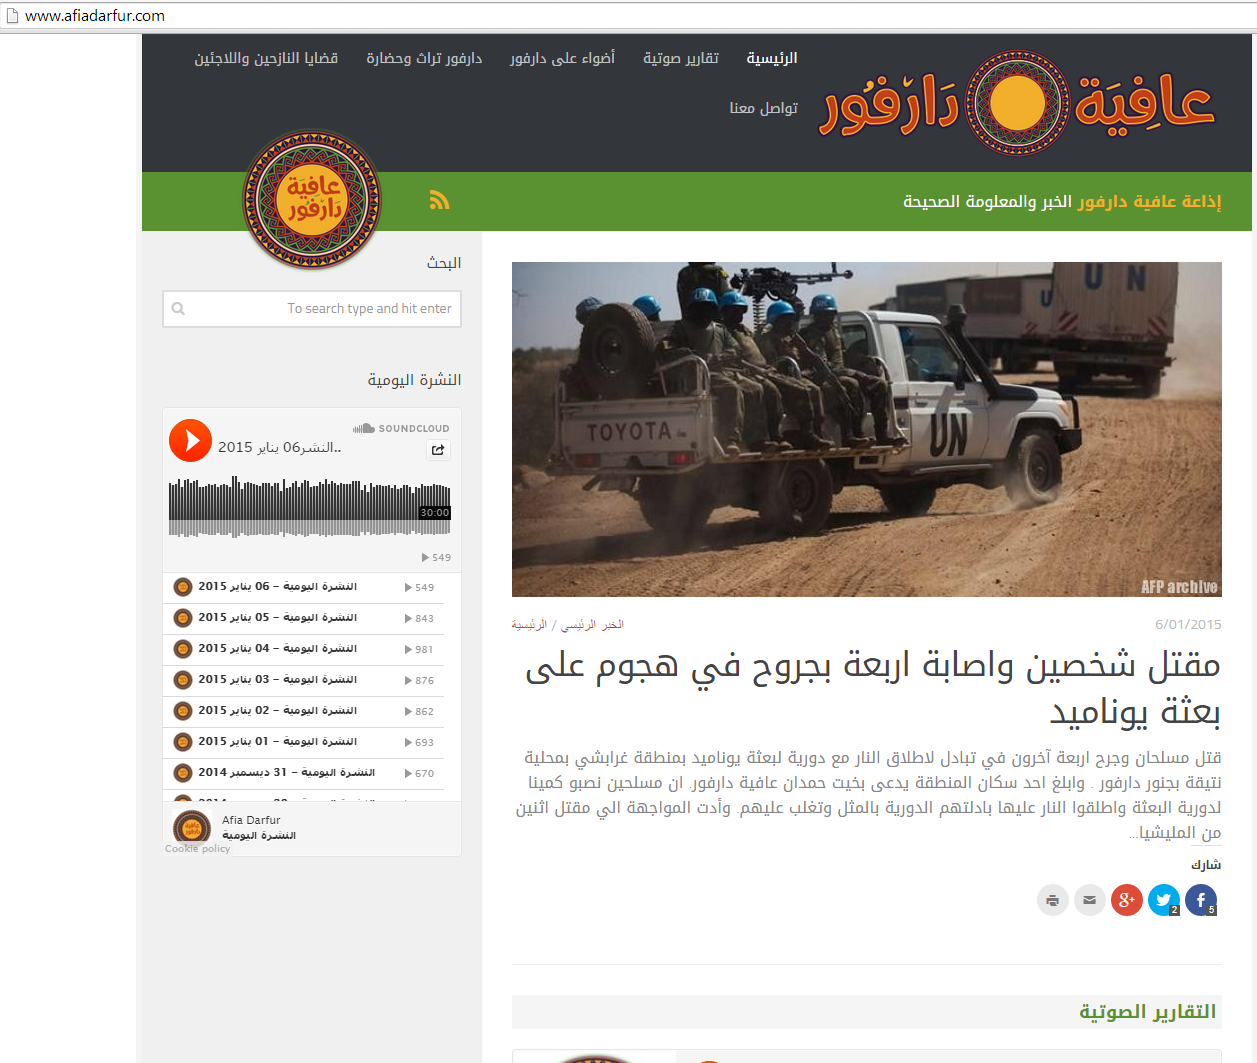 www.afiadarfur.com
عافِيَة دَارفُور
الرئيسية تقارير صوتية أضواء على دارفور دارفور تراث وحضارة قضايا النازحين واللاجئين
تواصل معنا
إذاعة عافية دارفور الخبر والمعلومة الصحيحة
عافية
دارفور
UN
UN
TOYOTA
UN
AFP archive
6/01/2015
الخبر الرئيسي / الرئيسية
مقتل شخصين واصابة اربعة بجروح في هجوم على
بعثة يوناميد
قتل مسلحان وجرح اربعة آخرون في تبادل لاطلاق النار مع دورية لبعثة يوناميد بمنطقة غرابشي بمحلية
نتيقة بجنور دارفور . وابلغ احد سكان المنطقة يدعى بخيت حمدان عافية دارفور. ان مسلحين نصبو كمينا
لدورية البعثة واطلقوا النار عليها بادلتهم الدورية بالمثل وتغلب عليهم. وأدت المواجهة الي مقتل اثنين
من المليشيا...
شارك
5
2
g+
التقارير الصوتية
البحث
To search type and hit enter
النشرة اليومية
SOUNDCLOUD
النشر06 يناير 2015..
30:00
549
النشرة اليومية – 06 يناير 2015 549
النشرة اليومية – 05 يناير 2015 843
النشرة اليومية – 04 يناير 2015 981
النشرة اليومية – 03 يناير 2015 876
النشرة اليومية – 02 يناير 2015 862
النشرة اليومية – 01 يناير 2015 693
النشرة اليومية – 31 ديسمبر 2014 670
Afia Darfur
النشرة اليومية
Cookie policy